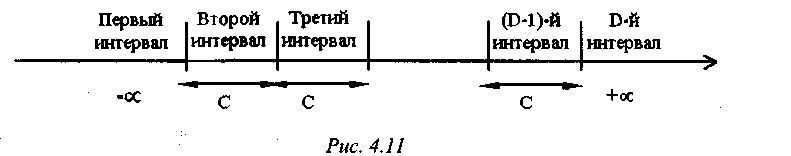 Первый интервал
Второй интервал
Третий интервал
(D-1)-й интервал
D-й интервал
-∝
C
C
C
+∝
Рис. 4.11